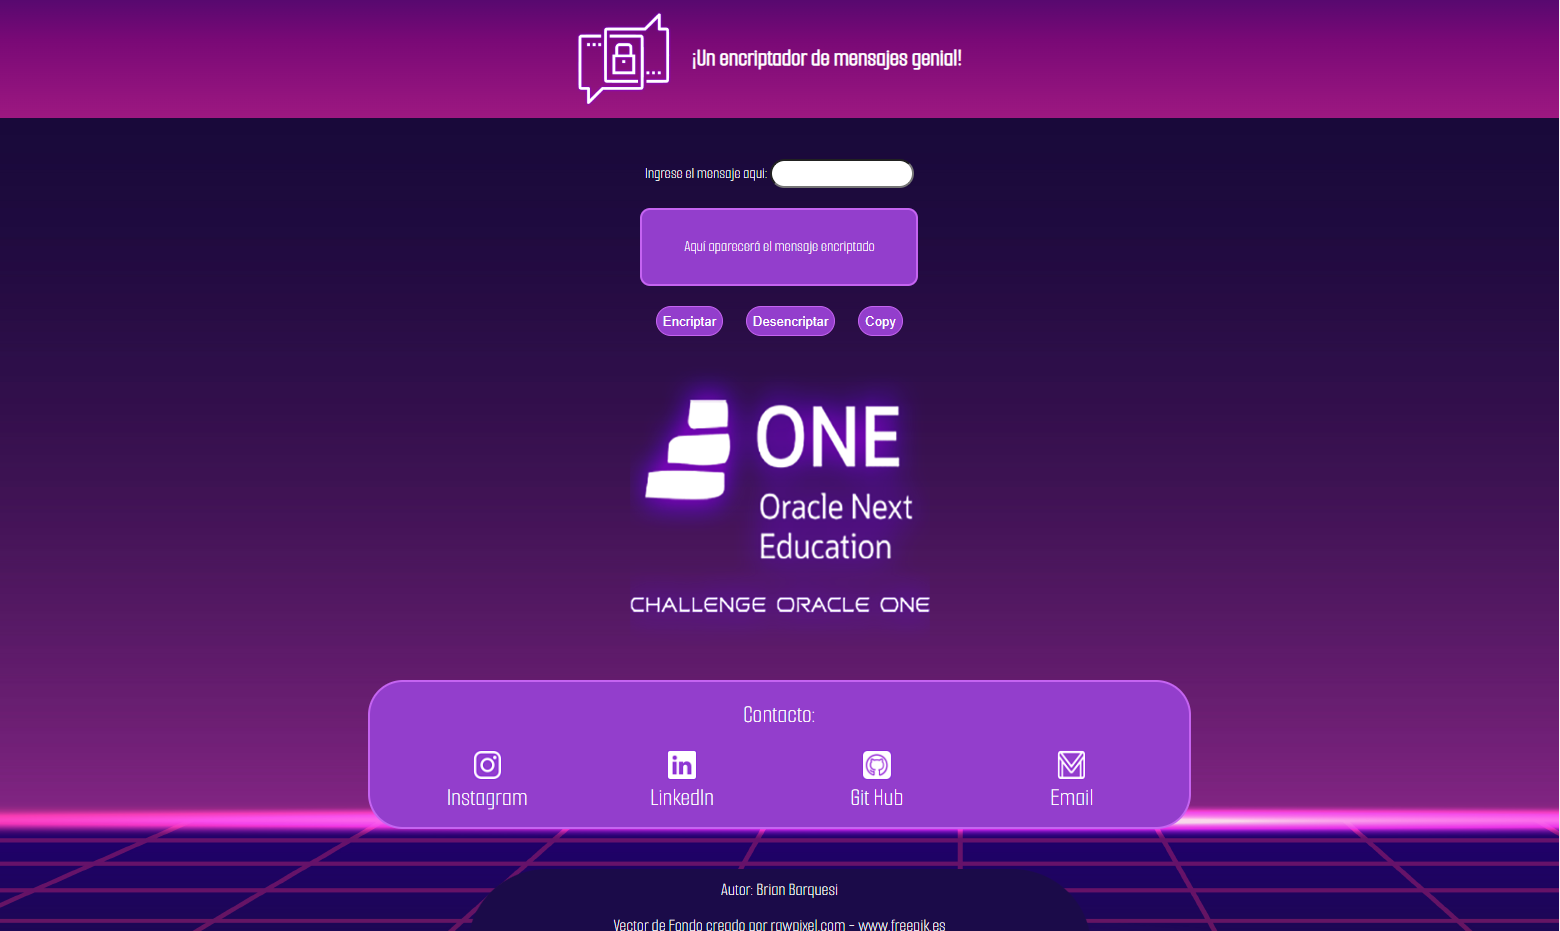 ¡Un encriptador de mensajes genial!
Ingrese el mensaje aqui:
Aquí aparecerá el mensaje encriptado
Encriptar Desencriptar Copy
ONE
Oracle Next
Education
CHALLENGE ORACLE ONE
Contacto:
Instagram LinkedIn Git Hub Email
Autor: Brian Barquesi
Vector de Fondo creado por rawpixel.com - www.freepik.es